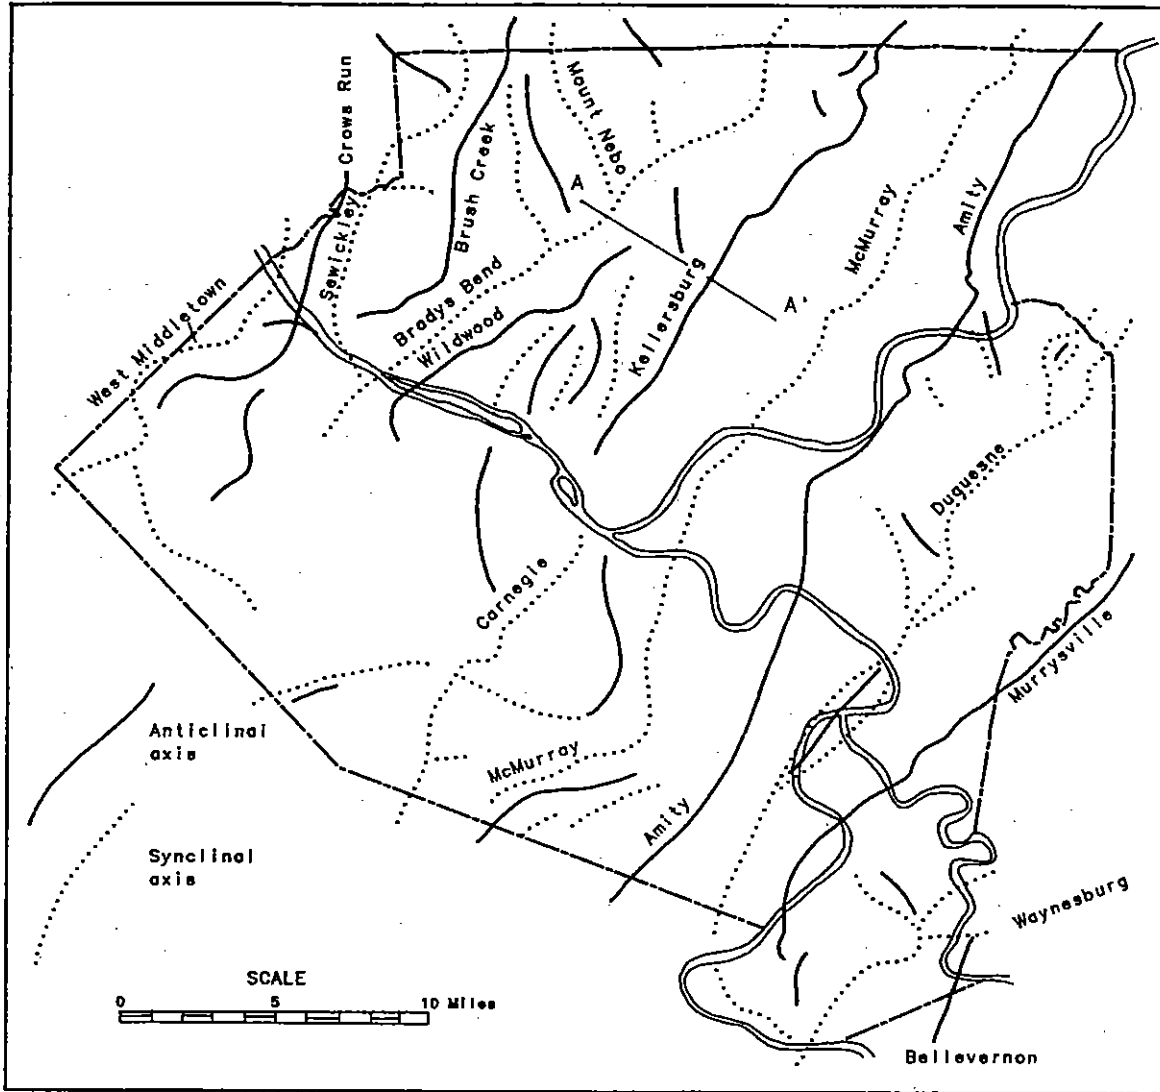 Crows Run
Mount Nebo
Sewickley
Brush Creek
A
McMurray
Amity
West Middletown
Bradys Bend
Wildwood
Kellersburg
A'
Duquesne
Carnegie
Murrysville
Anticlinal
axis
McMurray
Amity
Synclinal
axis
Waynesburg
SCALE
0 5 10 Miles
Bellevernon